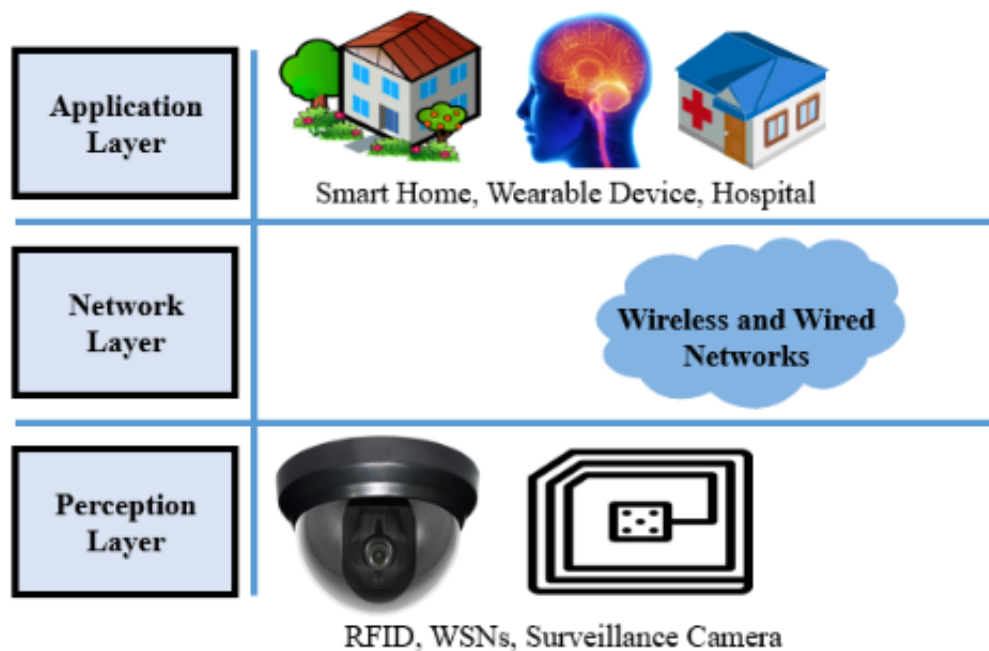 Application
Layer
Smart Home, Wearable Device, Hospital
Network
Layer
Wireless and Wired
Networks
Perception
Layer
RFID, WSNs, Surveillance Camera